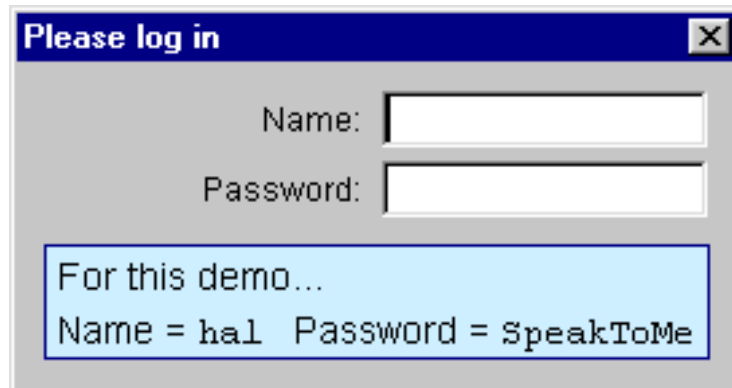 Please log in
Name:
Password:
For this demo...
Name = hal Password = SpeakToMe